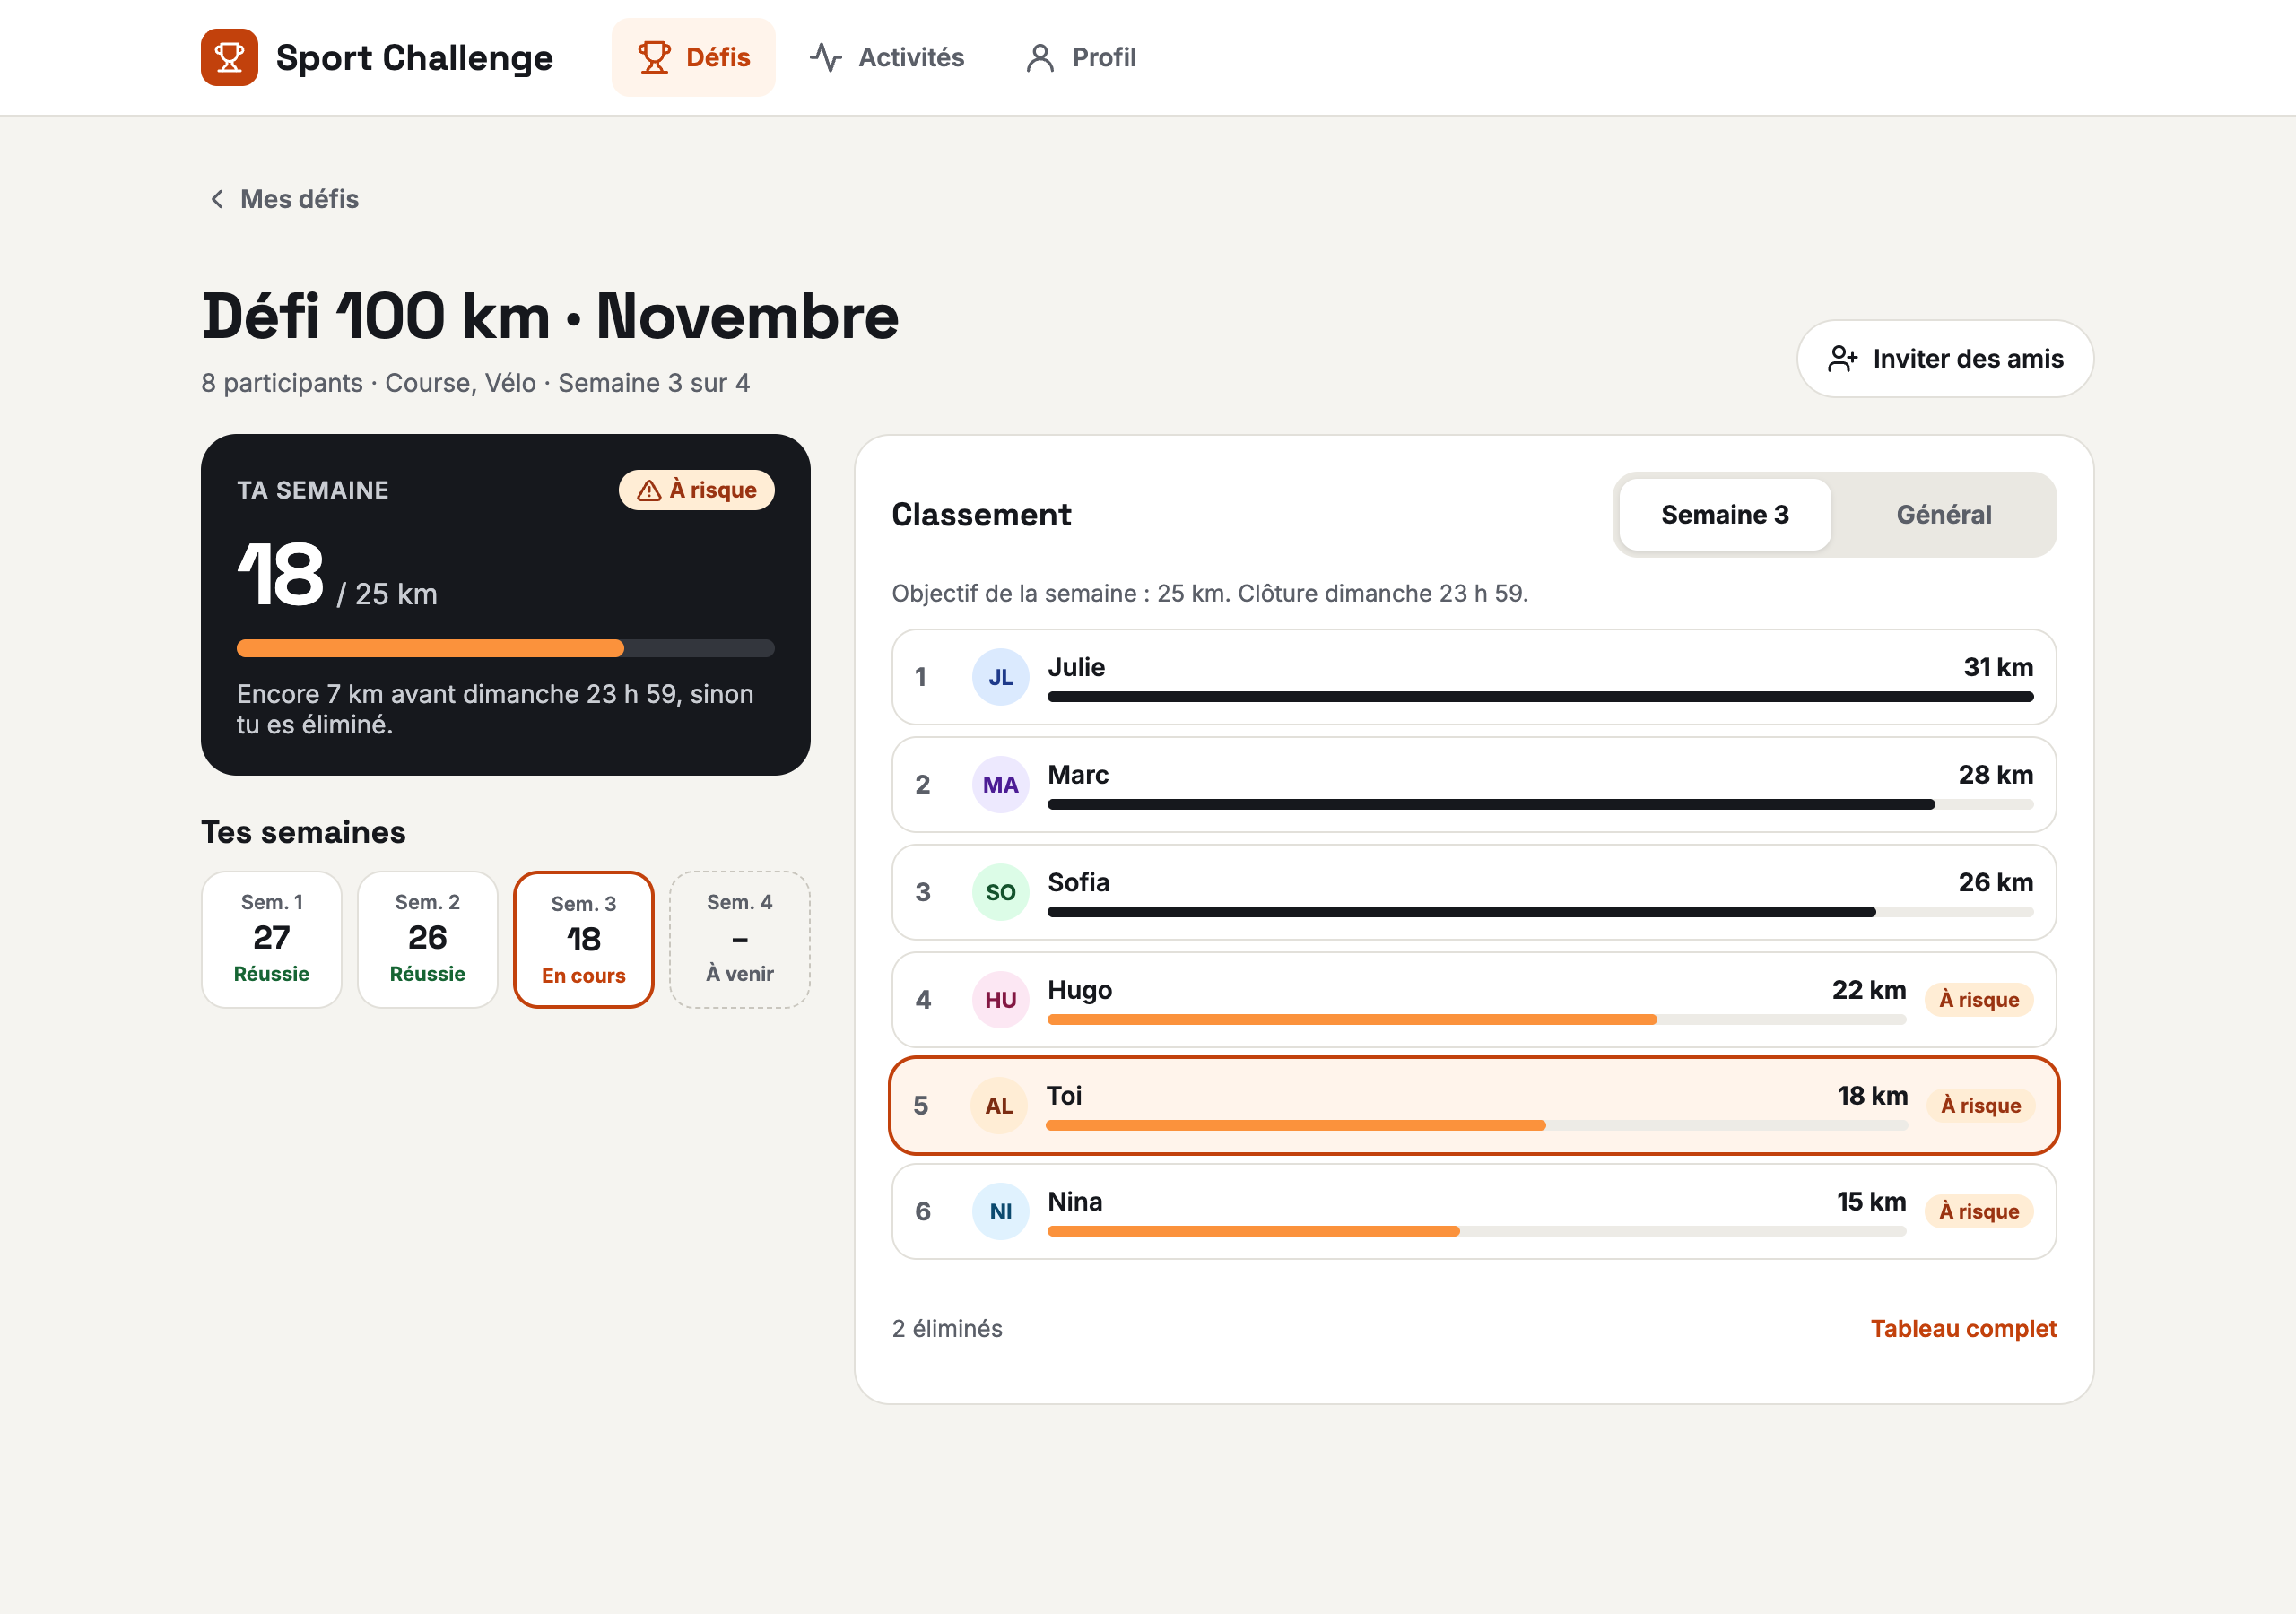 Sport Challenge
Défis
Activités
Profil
Mes défis
Défi 100 km · Novembre
8 participants · Course, Vélo · Semaine 3 sur 4
Inviter des amis
TA SEMAINE
À risque
18 / 25 km
Encore 7 km avant dimanche 23 h 59, sinon
tu es éliminé.
Tes semaines
Sem. 1
27
Réussie
Sem. 2
26
Réussie
Sem. 3
18
En cours
Sem. 4
–
À venir
Classement
Semaine 3
Général
Objectif de la semaine : 25 km. Clôture dimanche 23 h 59.
1 JL Julie 31 km
2 MA Marc 28 km
3 SO Sofia 26 km
4 HU Hugo 22 km À risque
5 AL Toi 18 km À risque
6 NI Nina 15 km À risque
2 éliminés
Tableau complet